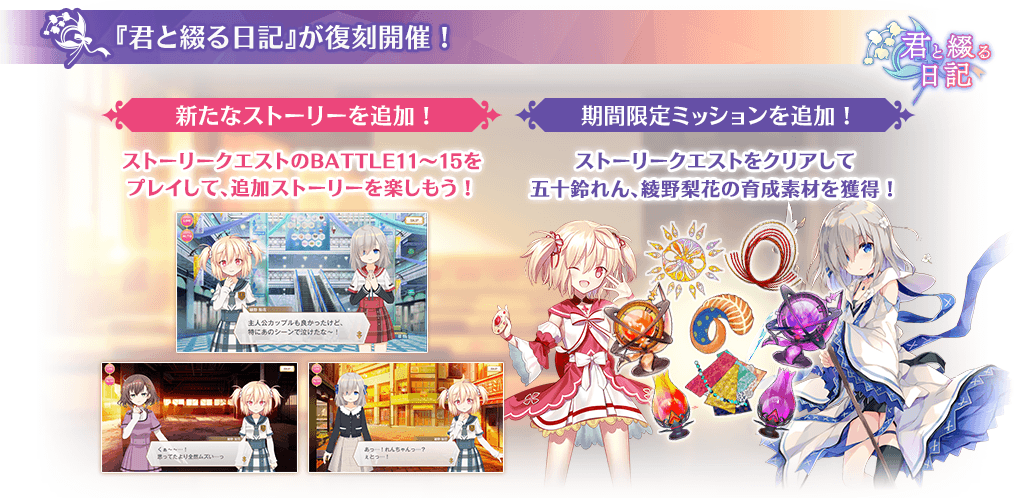 『君と綴る日記』が復刻開催！
君と綴る
日記
新たなストーリーを追加！
ストーリークエストのBATTLE11～15を
プレイして、追加ストーリーを楽しもう！
主人公カップルも良かったけど、
特にあのシーンで泣けたな～！
くぁ～～…！
思ってたより全然ムズい…っ
あっ…！れんちゃんっ…？
ぇとっ…！
期間限定ミッションを追加！
ストーリークエストをクリアして
五十鈴れん、綾野梨花の育成素材を獲得！